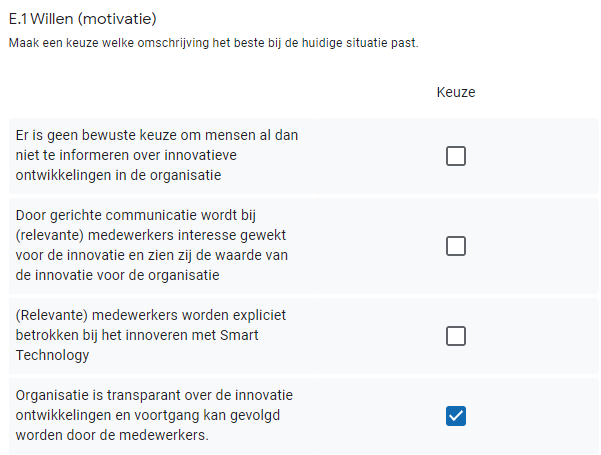 E.1 Willen (motivatie)
Maak een keuze welke omschrijving het beste bij de huidige situatie past.
Keuze
Er is geen bewuste keuze om mensen al dan
niet te informeren over innovatieve
ontwikkelingen in de organisatie
Door gerichte communicatie wordt bij
(relevante) medewerkers interesse gewekt
voor de innovatie en zien zij de waarde van
de innovatie voor de organisatie
(Relevante) medewerkers worden expliciet
betrokken bij het innoveren met Smart
Technology
Organisatie is transparant over de innovatie
ontwikkelingen en voortgang kan gevolgd
worden door de medewerkers.